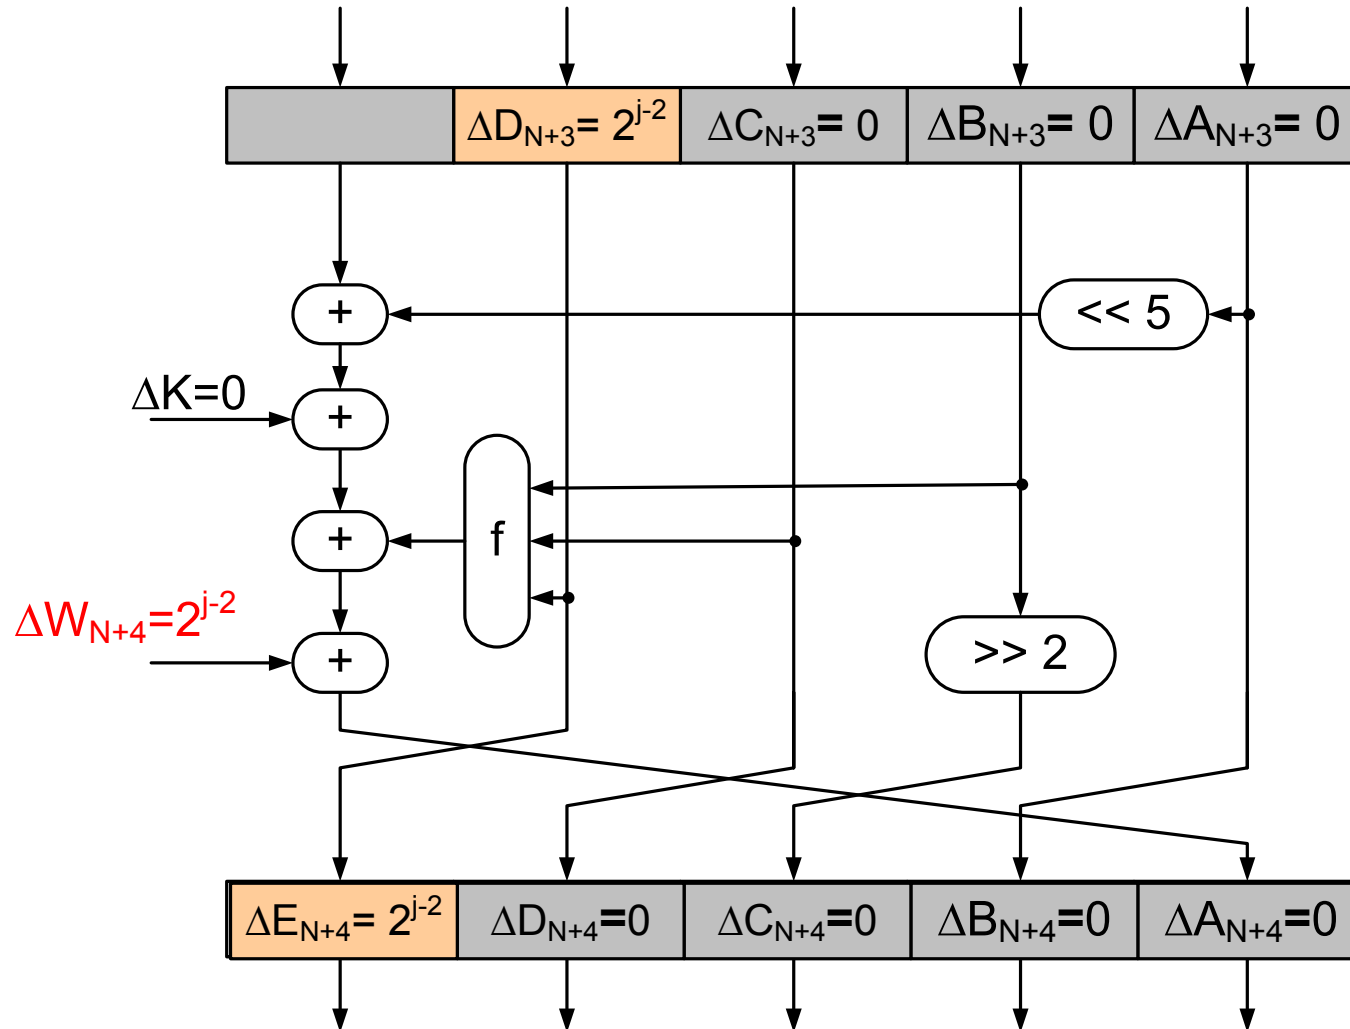 ΔD_{N+3}= 2^{j-2} ΔC_{N+3}= 0 ΔB_{N+3}= 0 ΔA_{N+3}= 0
+ << 5
ΔK=0
+
+ f
ΔW_{N+4}=2^{j-2}
+ >> 2
ΔE_{N+4}= 2^{j-2} ΔD_{N+4}=0 ΔC_{N+4}=0 ΔB_{N+4}=0 ΔA_{N+4}=0